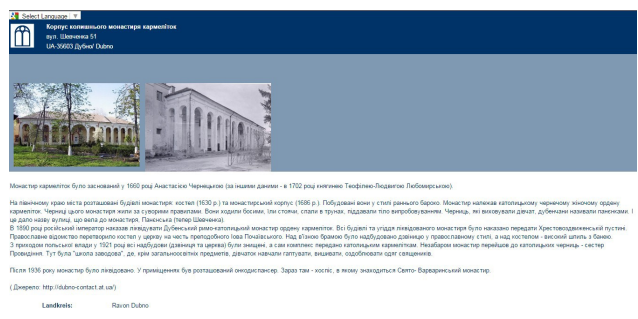 Select Language ▼
Корпус колишнього монастиря кармеліток
вул. Шевченка 51
UA-35603 Дубно/ Dubno
Монастир кармеліток було заснований у 1660 році Анастасією Чернецькою (за іншими даними - в 1702 році княгинею Теофілею-Людвигою Любомирською).
На північному краю міста розташовані будівлі монастиря: костел (1630 р.) та монастирський корпус (1686 р.). Побудовані вони у стилі раннього бароко. Монастир належав католицькому чернечому жіночому ордену
кармеліток. Черниці цього монастиря жили за суворими правилами. Вони ходили босими, їли стоячи, спали в трунах, піддавали тіло випробовуванням. Черниць, які виховували дівчат, дубенчани називали панєнками. І
це дало назву вулиці, що вела до монастиря, Панєнська (тепер Шевченка).
В 1890 році російський імператор наказав ліквідувати Дубенський римо-католицький монастир ордену кармеліток. Всі будівлі та угіддя ліквідованого монастиря було наказано передати Хрестовоздвиженській пустині.
Православне відомство перетворило костел у церкву на честь преподобного Іова Почаївського. Над в'їзною брамою було надбудовано дзвіницю у православному стилі, а над костелом - високий шпиль з банею.
З приходом польської влади у 1921 році всі надбудови (дзвіниця та церква) були знищені, а сам комплекс передано католицьким кармеліткам. Незабаром монастир перейшов до католицьких черниць - сестер
Провидіння. Тут була "школа заводова", де, крім загальноосвітніх предметів, дівчаток навчали гаптувати, вишивати, оздоблювати одяг священиків.
Після 1936 року монастир було ліквідовано. У приміщеннях був розташований онкодиспансер. Зараз там - хоспіс, в якому знаходиться Свято- Варваринський монастир.
( Джерело: http://dubno-contact.at.ua/)
Landkreis: Rayon Dubno